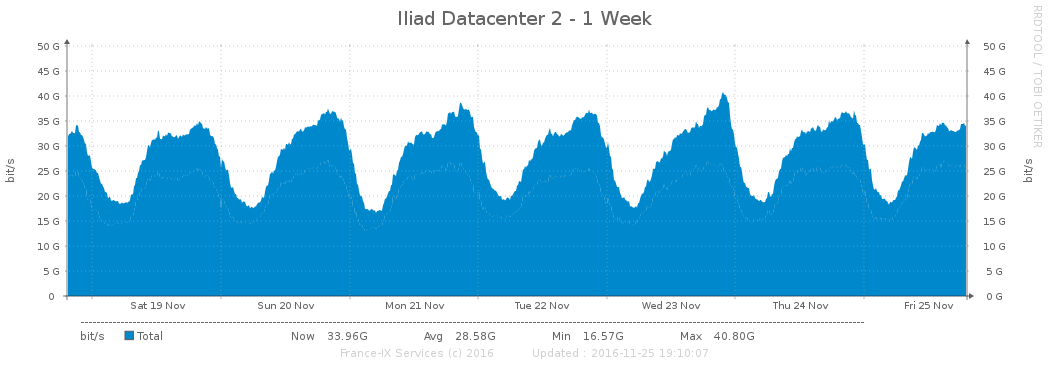 Iliad Datacenter 2 - 1 Week
RRDTOOL / TOBI OETIKER
50 G 50 G
45 G 45 G
40 G 40 G
35 G 35 G
30 G 30 G
25 G 25 G
20 G 20 G
15 G 15 G
10 G 10 G
5 G 5 G
0 0 G
bit/s bit/s
Sat 19 Nov Sun 20 Nov Mon 21 Nov Tue 22 Nov Wed 23 Nov Thu 24 Nov Fri 25 Nov
bit/s Total Now 33.96G Avg 28.58G Min 16.57G Max 40.80G
France-IX Services (c) 2016 Updated : 2016-11-25 19:10:07